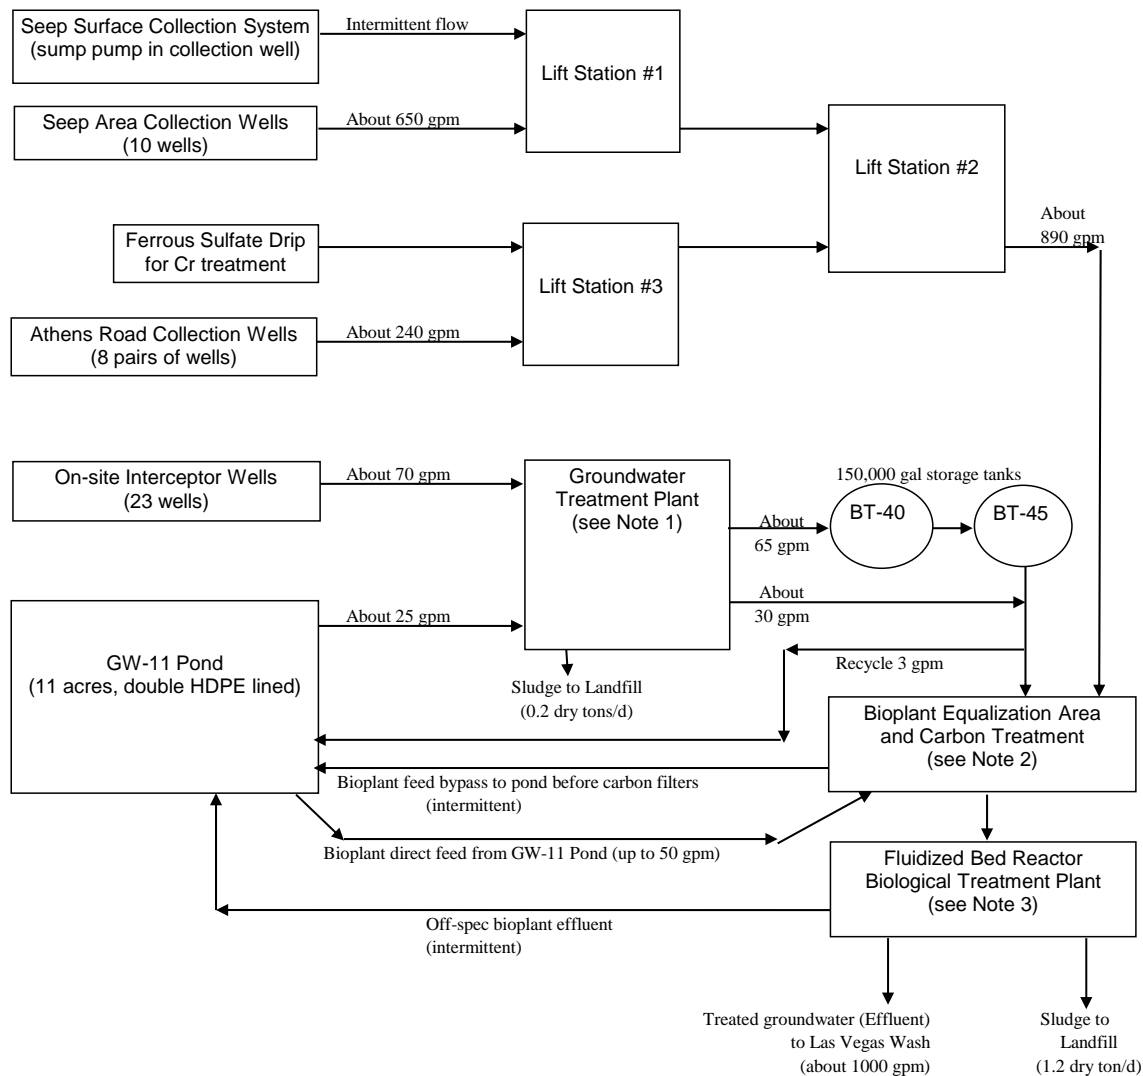 Seep Surface Collection System
(sump pump in collection well)
Intermittent flow
Lift Station #1
Seep Area Collection Wells
(10 wells)
About 650 gpm
Lift Station #2
About
890 gpm
Ferrous Sulfate Drip
for Cr treatment
Lift Station #3
Athens Road Collection Wells
(8 pairs of wells)
About 240 gpm
On-site Interceptor Wells
(23 wells)
About 70 gpm
Groundwater
Treatment Plant
(see Note 1)
150,000 gal storage tanks
BT-40
BT-45
About
65 gpm
About
30 gpm
GW-11 Pond
(11 acres, double HDPE lined)
About 25 gpm
Recycle 3 gpm
Sludge to Landfill
(0.2 dry tons/d)
Bioplant Equalization Area
and Carbon Treatment
(see Note 2)
Bioplant feed bypass to pond before carbon filters
(intermittent)
Bioplant direct feed from GW-11 Pond (up to 50 gpm)
Fluidized Bed Reactor
Biological Treatment Plant
(see Note 3)
Off-spec bioplant effluent
(intermittent)
Treated groundwater (Effluent)
to Las Vegas Wash
(about 1000 gpm)
Sludge to
Landfill
(1.2 dry ton/d)